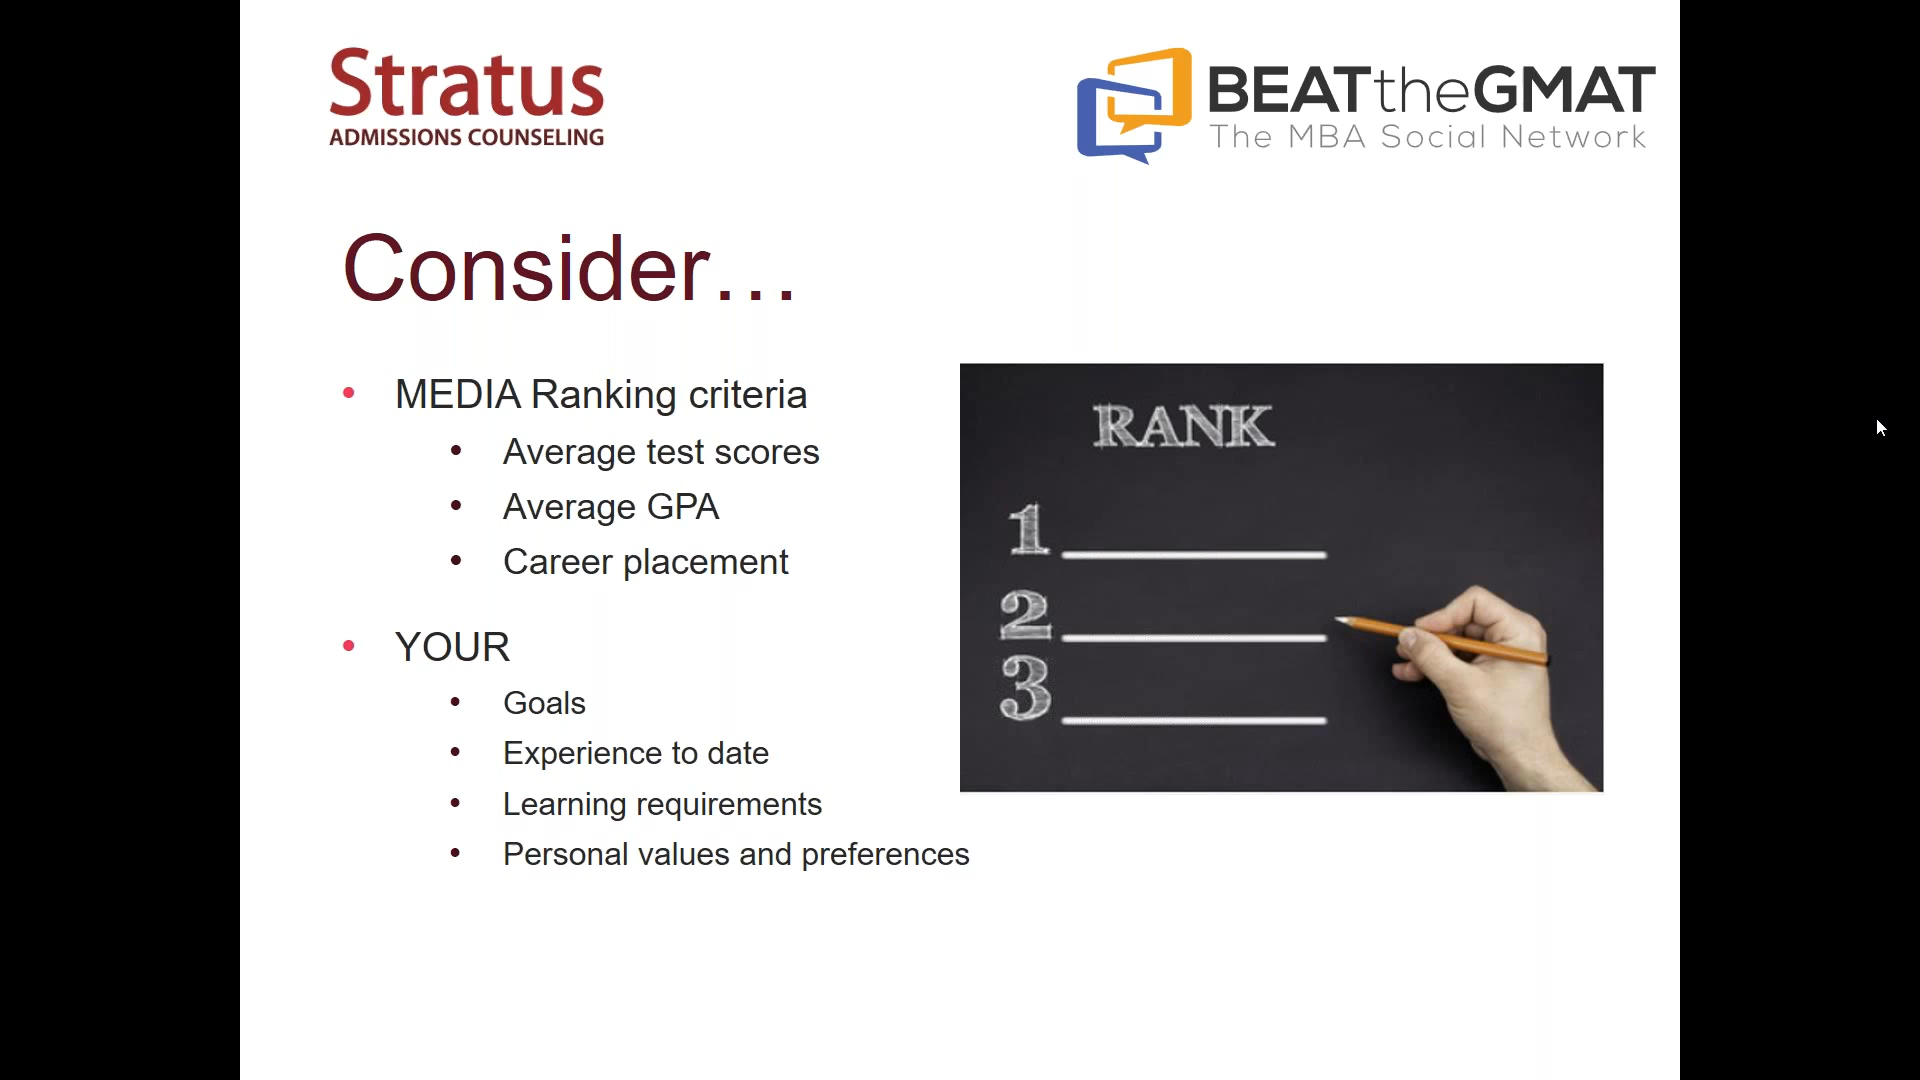 Stratus
ADMISSIONS COUNSELING
BEATtheGMAT
The MBA Social Network
Consider…
• MEDIA Ranking criteria
• Average test scores
• Average GPA
• Career placement
• YOUR
• Goals
• Experience to date
• Learning requirements
• Personal values and preferences
RANK
1
2
3